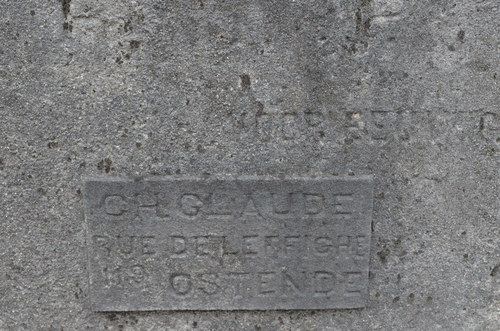 CH. CLAUDE
RUE DE LEFFIGHE
119 OSTENDE